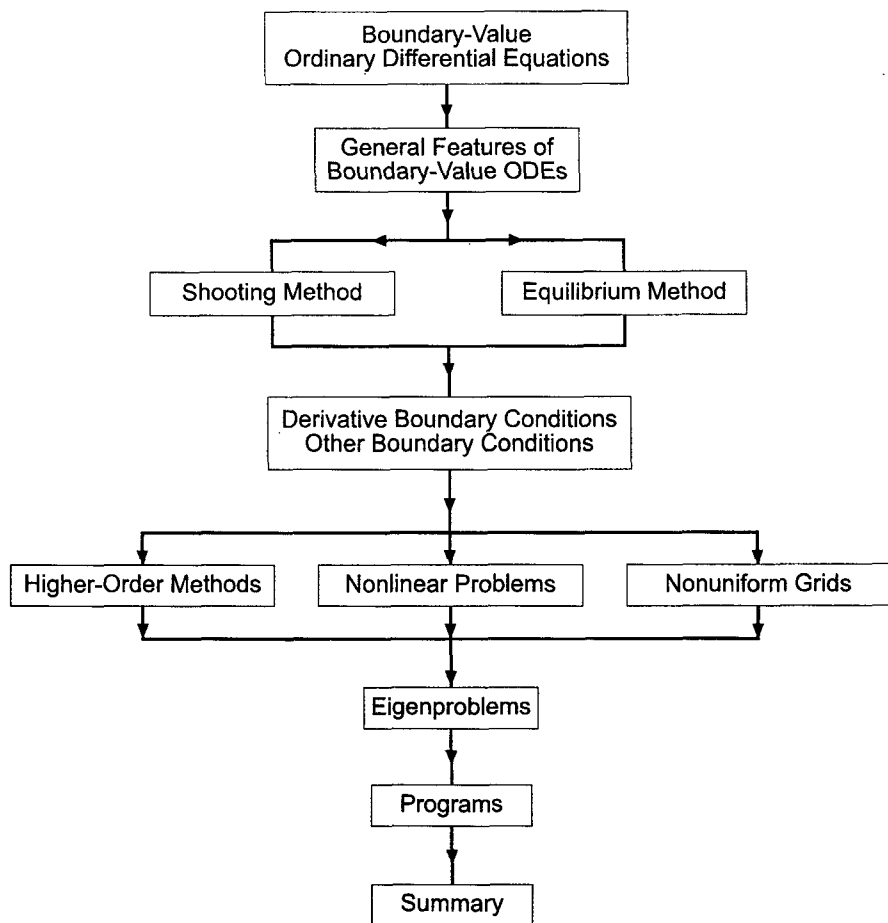 Boundary-Value
Ordinary Differential Equations
General Features of
Boundary-Value ODEs
Shooting Method
Equilibrium Method
Derivative Boundary Conditions
Other Boundary Conditions
Higher-Order Methods
Nonlinear Problems
Nonuniform Grids
Eigenproblems
Programs
Summary